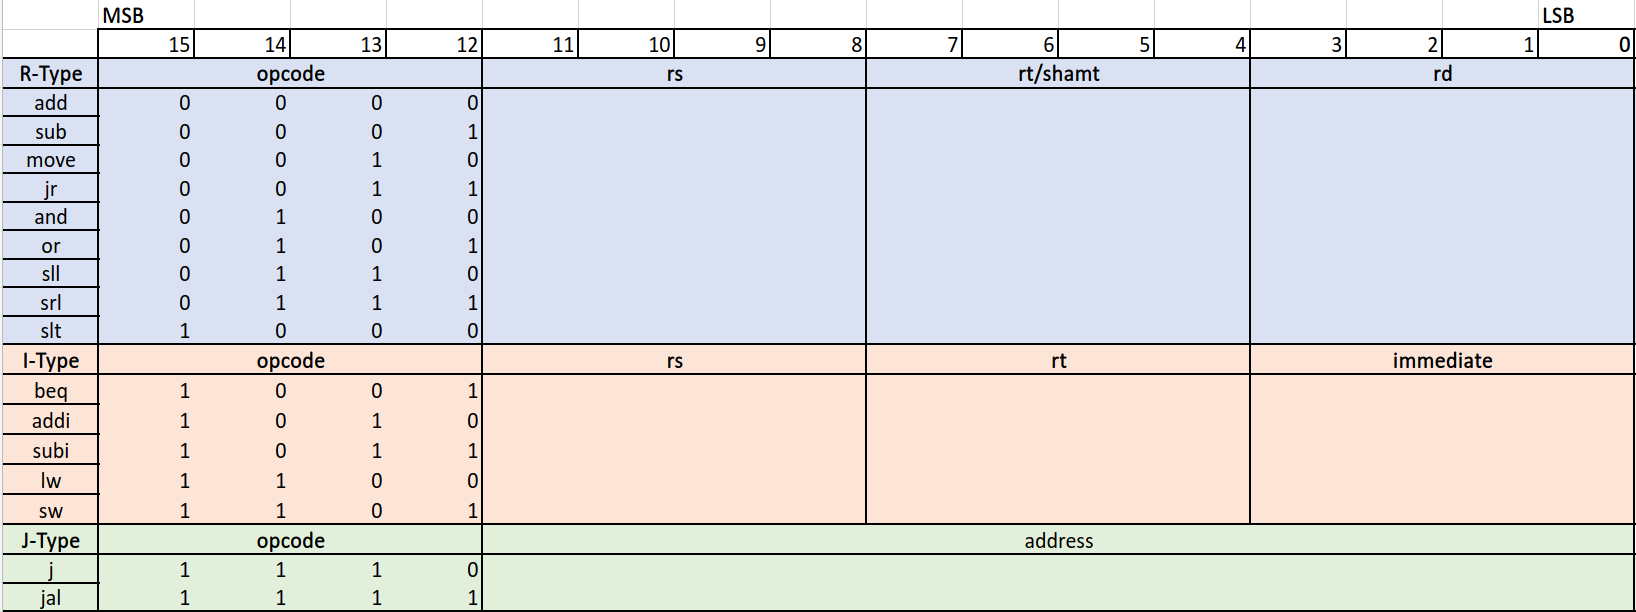 MSB LSB
15 14 13 12 11 10 9 8 7 6 5 4 3 2 1 0
R-Type opcode rs rt/shamt rd
add 0 0 0 0
sub 0 0 0 1
move 0 0 1 0
jr 0 0 1 1
and 0 1 0 0
or 0 1 0 1
sll 0 1 1 0
srl 0 1 1 1
slt 1 0 0 0
I-Type opcode rs rt immediate
beq 1 0 0 1
addi 1 0 1 0
subi 1 0 1 1
lw 1 1 0 0
sw 1 1 0 1
J-Type opcode address
j 1 1 1 0
jal 1 1 1 1